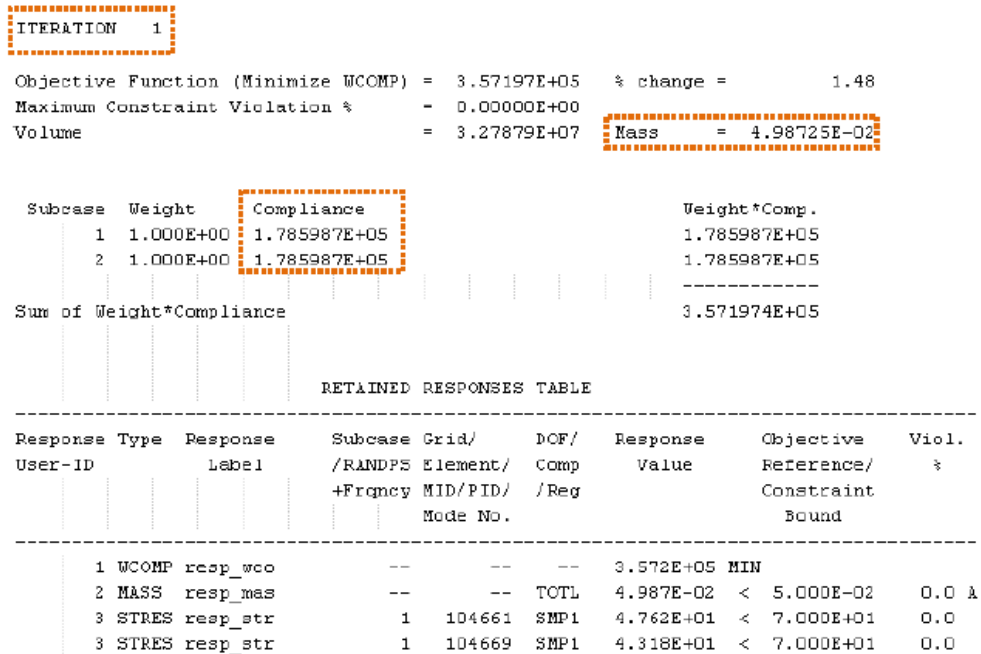 ITERATION 1
Objective Function (Minimize WCOMP) = 3.57197E+05 % change = 1.48
Maximum Constraint Violation % = 0.00000E+00
Volume = 3.27879E+07 Mass = 4.98725E-02
Subcase Weight Compliance Weight*Comp.
1 1.000E+00 1.785987E+05 1.785987E+05
2 1.000E+00 1.785987E+05 1.785987E+05
------------
Sum of Weight*Compliance 3.571974E+05
RETAINED RESPONSES TABLE
--------------------------------------------------------------------------------
Response Type Response Subcase Grid/ DOF/ Response Objective Viol.
User-ID Label /RANDPS Element/ Comp Value Reference/ %
+Frqncy MID/PID/ /Reg Constraint
Mode No. Bound
--------------------------------------------------------------------------------
1 WCOMP resp_wco -- -- -- 3.572E+05 MIN
2 MASS resp_mas -- -- TOTL 4.987E-02 < 5.000E-02 0.0 A
3 STRES resp_str 1 104661 SMP1 4.762E+01 < 7.000E+01 0.0
3 STRES resp_str 1 104669 SMP1 4.318E+01 < 7.000E+01 0.0